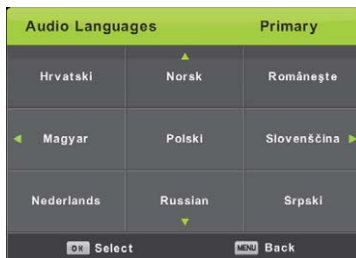 Audio Languages Primary
Hrvatski Norsk Românește
Magyar Polski Slovenščina
Nederlands Russian Srpski
OK Select MENU Back